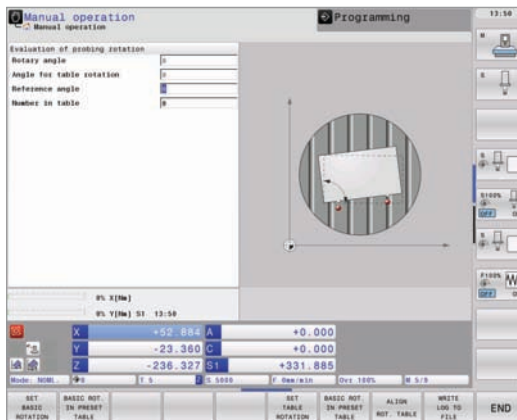 Manual operation
Manual operation
Programming
13:50
Evaluation of probing rotation
Rotary angle
Angle for table rotation
Reference angle
Number in table 0
M
S
S
S100%
OFF
S
F100%
OFF
0% X[Nm]
0% Y[Nm] S1 13:50
X +52.884 A +0.000
Y -23.360 C +0.000
Z -236.327 S1 +331.885
Mode: NOML. 0 T 5 Z S 5000 F 0mm/min Ovr 100% M 5/9
SET BASIC ROTATION
BASIC ROT. IN PRESET TABLE
SET TABLE ROTATION
BASIC ROT. IN PRESET TABLE
ALIGN ROT. TABLE
WRITE LOG TO FILE
END